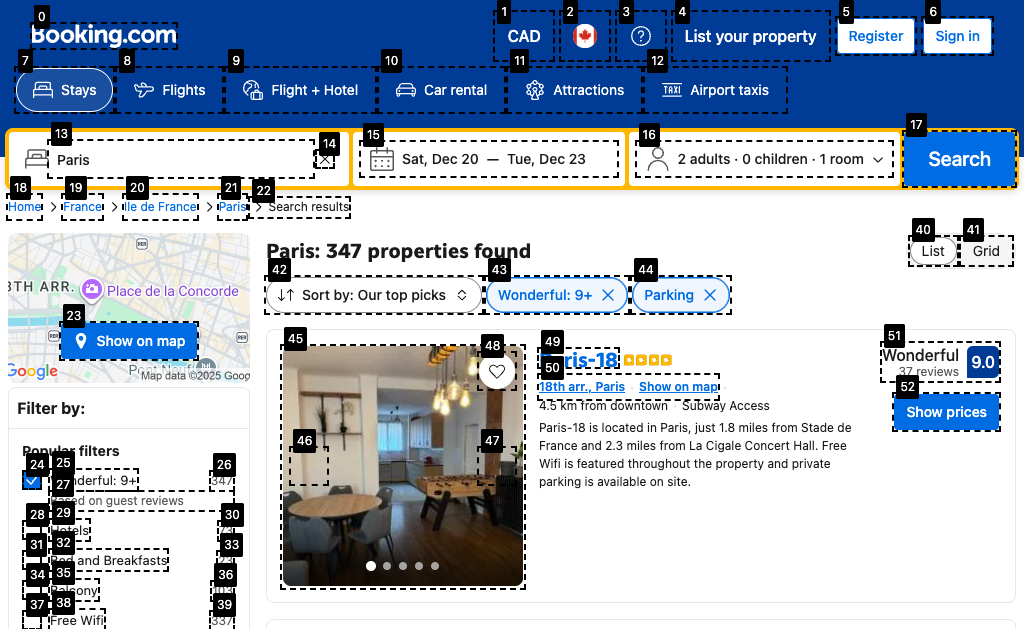 0
Booking.com
1
CAD
2
3
4
List your property
5
Register
6
Sign in
7
Stays
8
Flights
9
Flight + Hotel
10
Car rental
11
Attractions
12
Airport taxis
13
Paris
14
15
Sat, Dec 20 — Tue, Dec 23
16
2 adults · 0 children · 1 room
17
Search
18
Home
19
France
20
Ile de France
21
Paris
22
Search results
RER
Place de la Concorde
RER
RER
23
Show on map
Google
Map data ©2025 Goog
Filter by:
Popular filters
24
25
Wonderful: 9+
26
347
27
Based on guest reviews
28
29
Hotels
30
31
32
Bed and Breakfasts
33
34
35
Balcony
36
37
38
Free Wifi
39
337
Paris: 347 properties found
40
List
41
Grid
42
Sort by: Our top picks
43
Wonderful: 9+
44
Parking
45
46
47
48
49
Paris-18
50
18th arr., Paris
Show on map
4.5 km from downtown · Subway Access
Paris-18 is located in Paris, just 1.8 miles from Stade de
France and 2.3 miles from La Cigale Concert Hall. Free
Wifi is featured throughout the property and private
parking is available on site.
51
Wonderful
37 reviews
9.0
52
Show prices